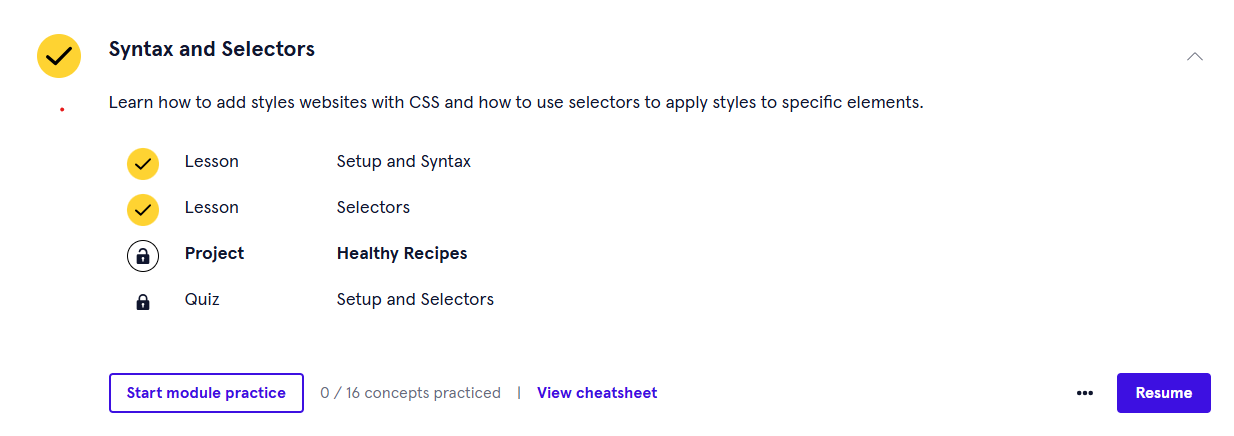 Syntax and Selectors
Learn how to add styles websites with CSS and how to use selectors to apply styles to specific elements.
Lesson Setup and Syntax
Lesson Selectors
Project Healthy Recipes
Quiz Setup and Selectors
Start module practice 0 / 16 concepts practiced | View cheatsheet ••• Resume